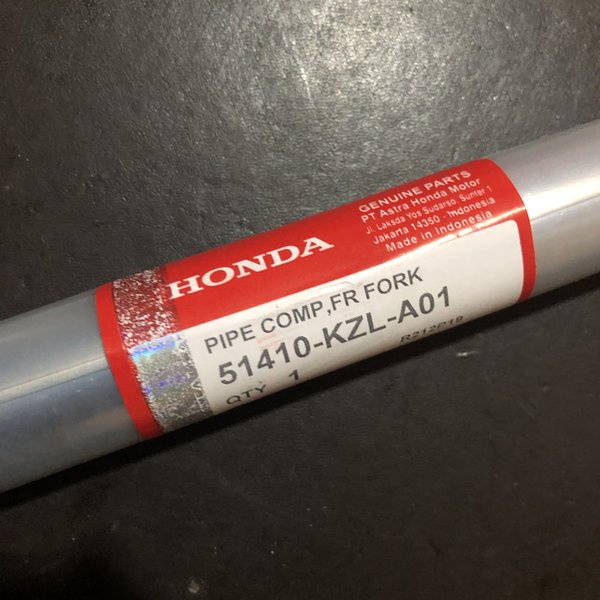 HONDA
GENUINE PARTS
PT Astra Honda Motor
Jl. Laksda Yos Sudarso, Sunter 1
Jakarta 14350 - Indonesia
Made in Indonesia
PIPE COMP,FR FORK
51410-KZL-A01
QTY 1